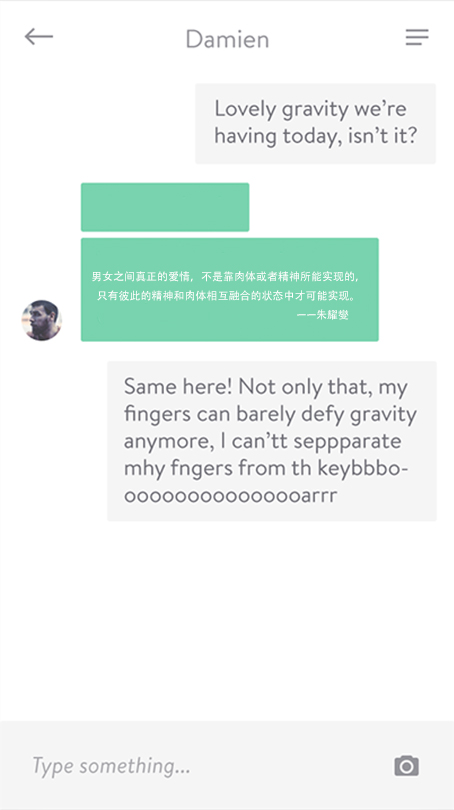 Damien
Lovely gravity we're
having today, isn't it?
男女之间真正的爱情，不是靠肉体或者精神所能实现的，
只有彼此的精神和肉体相互融合的状态中才可能实现。
——朱耀燮
Same here! Not only that, my
fingers can barely defy gravity
anymore, I can'tt seppparate
mhy fngers from th keybbbo-
ooooooooooooooarrr
Type something...